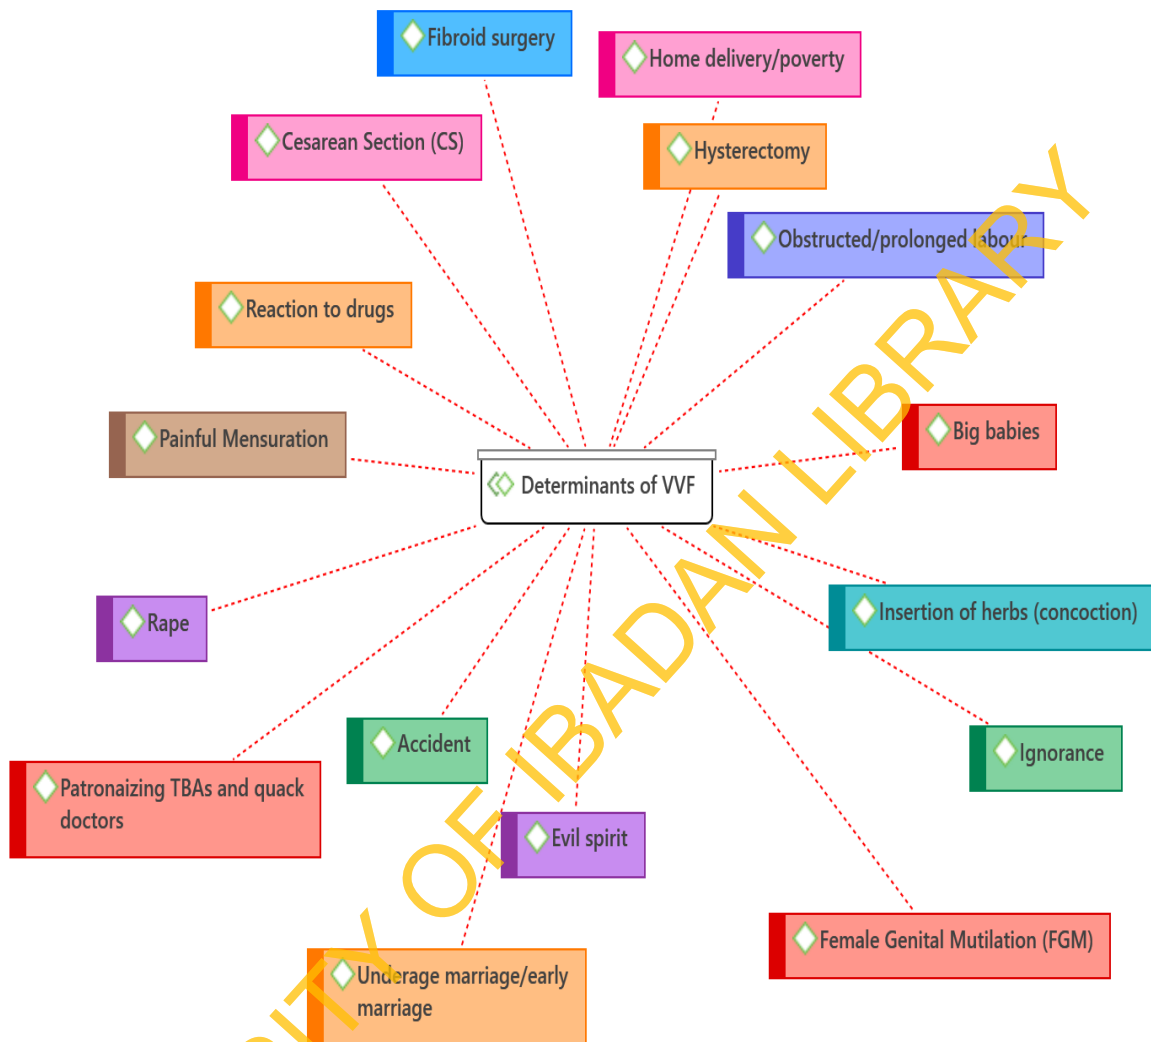 Fibroid surgery
Home delivery/poverty
Cesarean Section (CS)
Hysterectomy
Obstructed/prolonged labour
Reaction to drugs
Painful Mensuration
Big babies
Determinants of VVF
Rape
Insertion of herbs (concoction)
Accident
Ignorance
Patronaizing TBAs and quack
doctors
Evil spirit
Female Genital Mutilation (FGM)
Underage marriage/early
marriage
SITY OF IBADAN LIBRARY